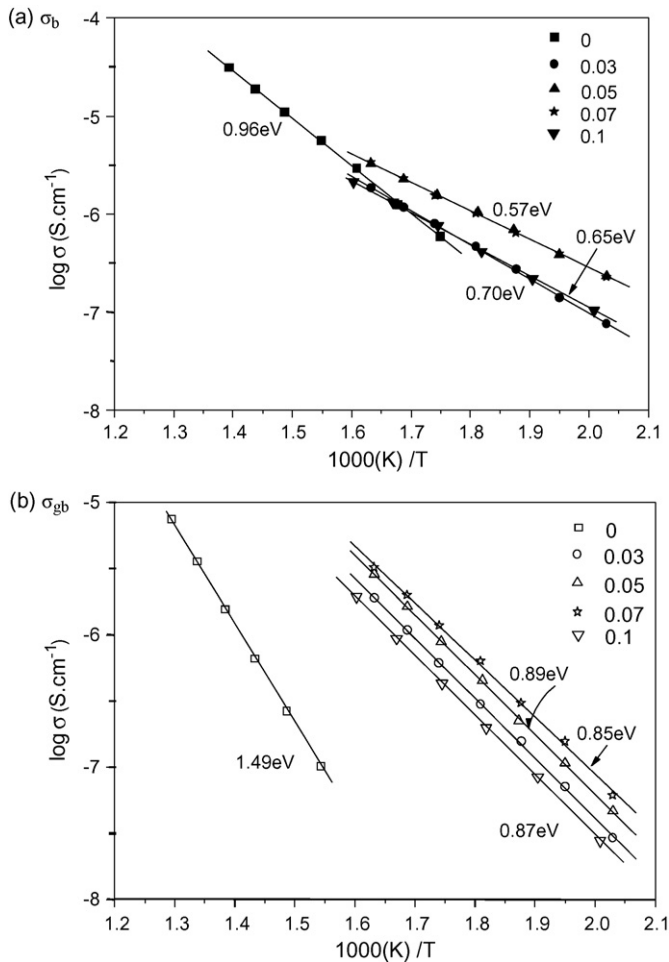 (a) σb
-4
-5
-6
-7
-8
log σ (S.cm⁻¹)
0
0.03
0.05
0.07
0.1
0.96eV
0.57eV
0.65eV
0.70eV
1.2 1.3 1.4 1.5 1.6 1.7 1.8 1.9 2.0 2.1
1000(K) /T
(b) σgb
-5
-6
-7
-8
log σ (S.cm⁻¹)
0
0.03
0.05
0.07
0.1
0.89eV
0.85eV
1.49eV
0.87eV
1.2 1.3 1.4 1.5 1.6 1.7 1.8 1.9 2.0 2.1
1000(K) /T